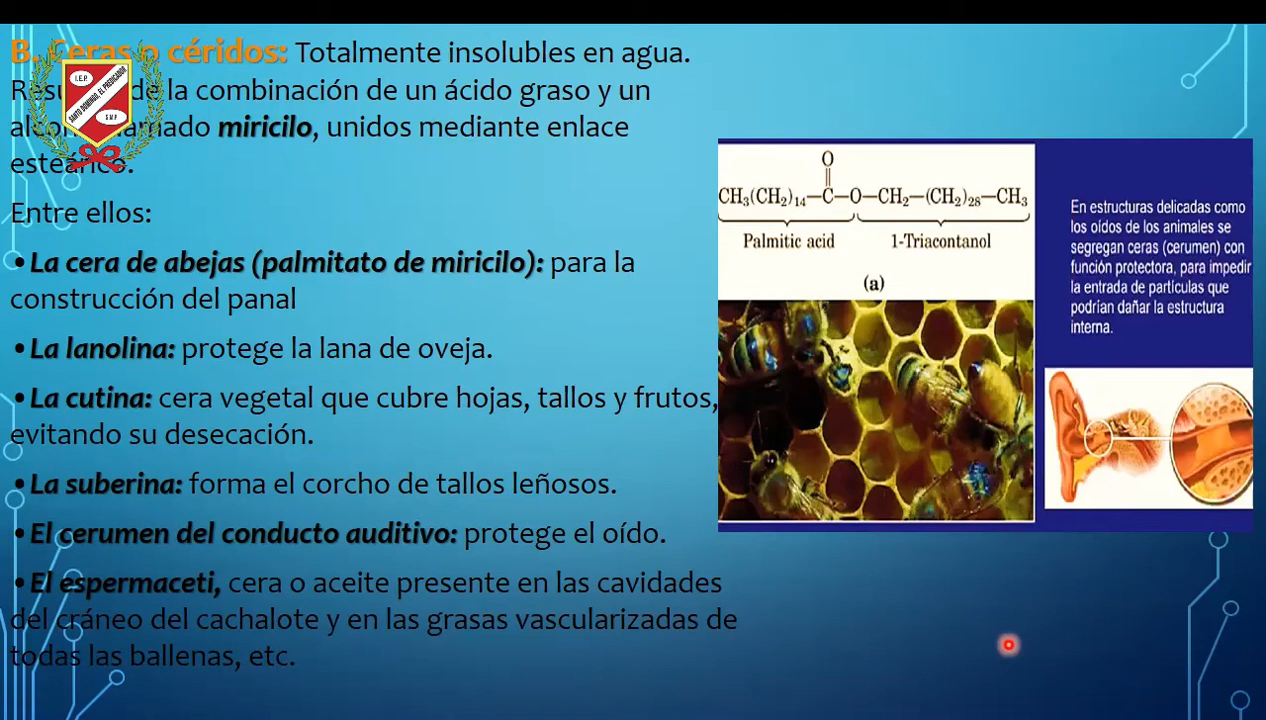 B. Ceras o céridos: Totalmente insolubles en agua.
de la combinación de un ácido graso y un
miricilo, unidos mediante enlace
esteárico.
Entre ellos:
•La cera de abejas (palmitato de miricilo): para la
construcción del panal
•La lanolina: protege la lana de oveja.
•La cutina: cera vegetal que cubre hojas, tallos y frutos,
evitando su desecación.
•La suberina: forma el corcho de tallos leñosos.
•El cerumen del conducto auditivo: protege el oído.
•El espermaceti, cera o aceite presente en las cavidades
del cráneo del cachalote y en las grasas vascularizadas de
todas las ballenas, etc.
I.E.P.
SANTO DOMINGO, EL PREDICADOR
S M P
O
CH₃(CH₂)₁₄—C—O—CH₂—(CH₂)₂₈—CH₃
Palmitic acid 1-Triacontanol
(a)
En estructuras delicadas como
los oídos de los animales se
segregan ceras (cerumen) con
función protectora, para impedir
la entrada de partículas que
podrían dañar la estructura
interna.